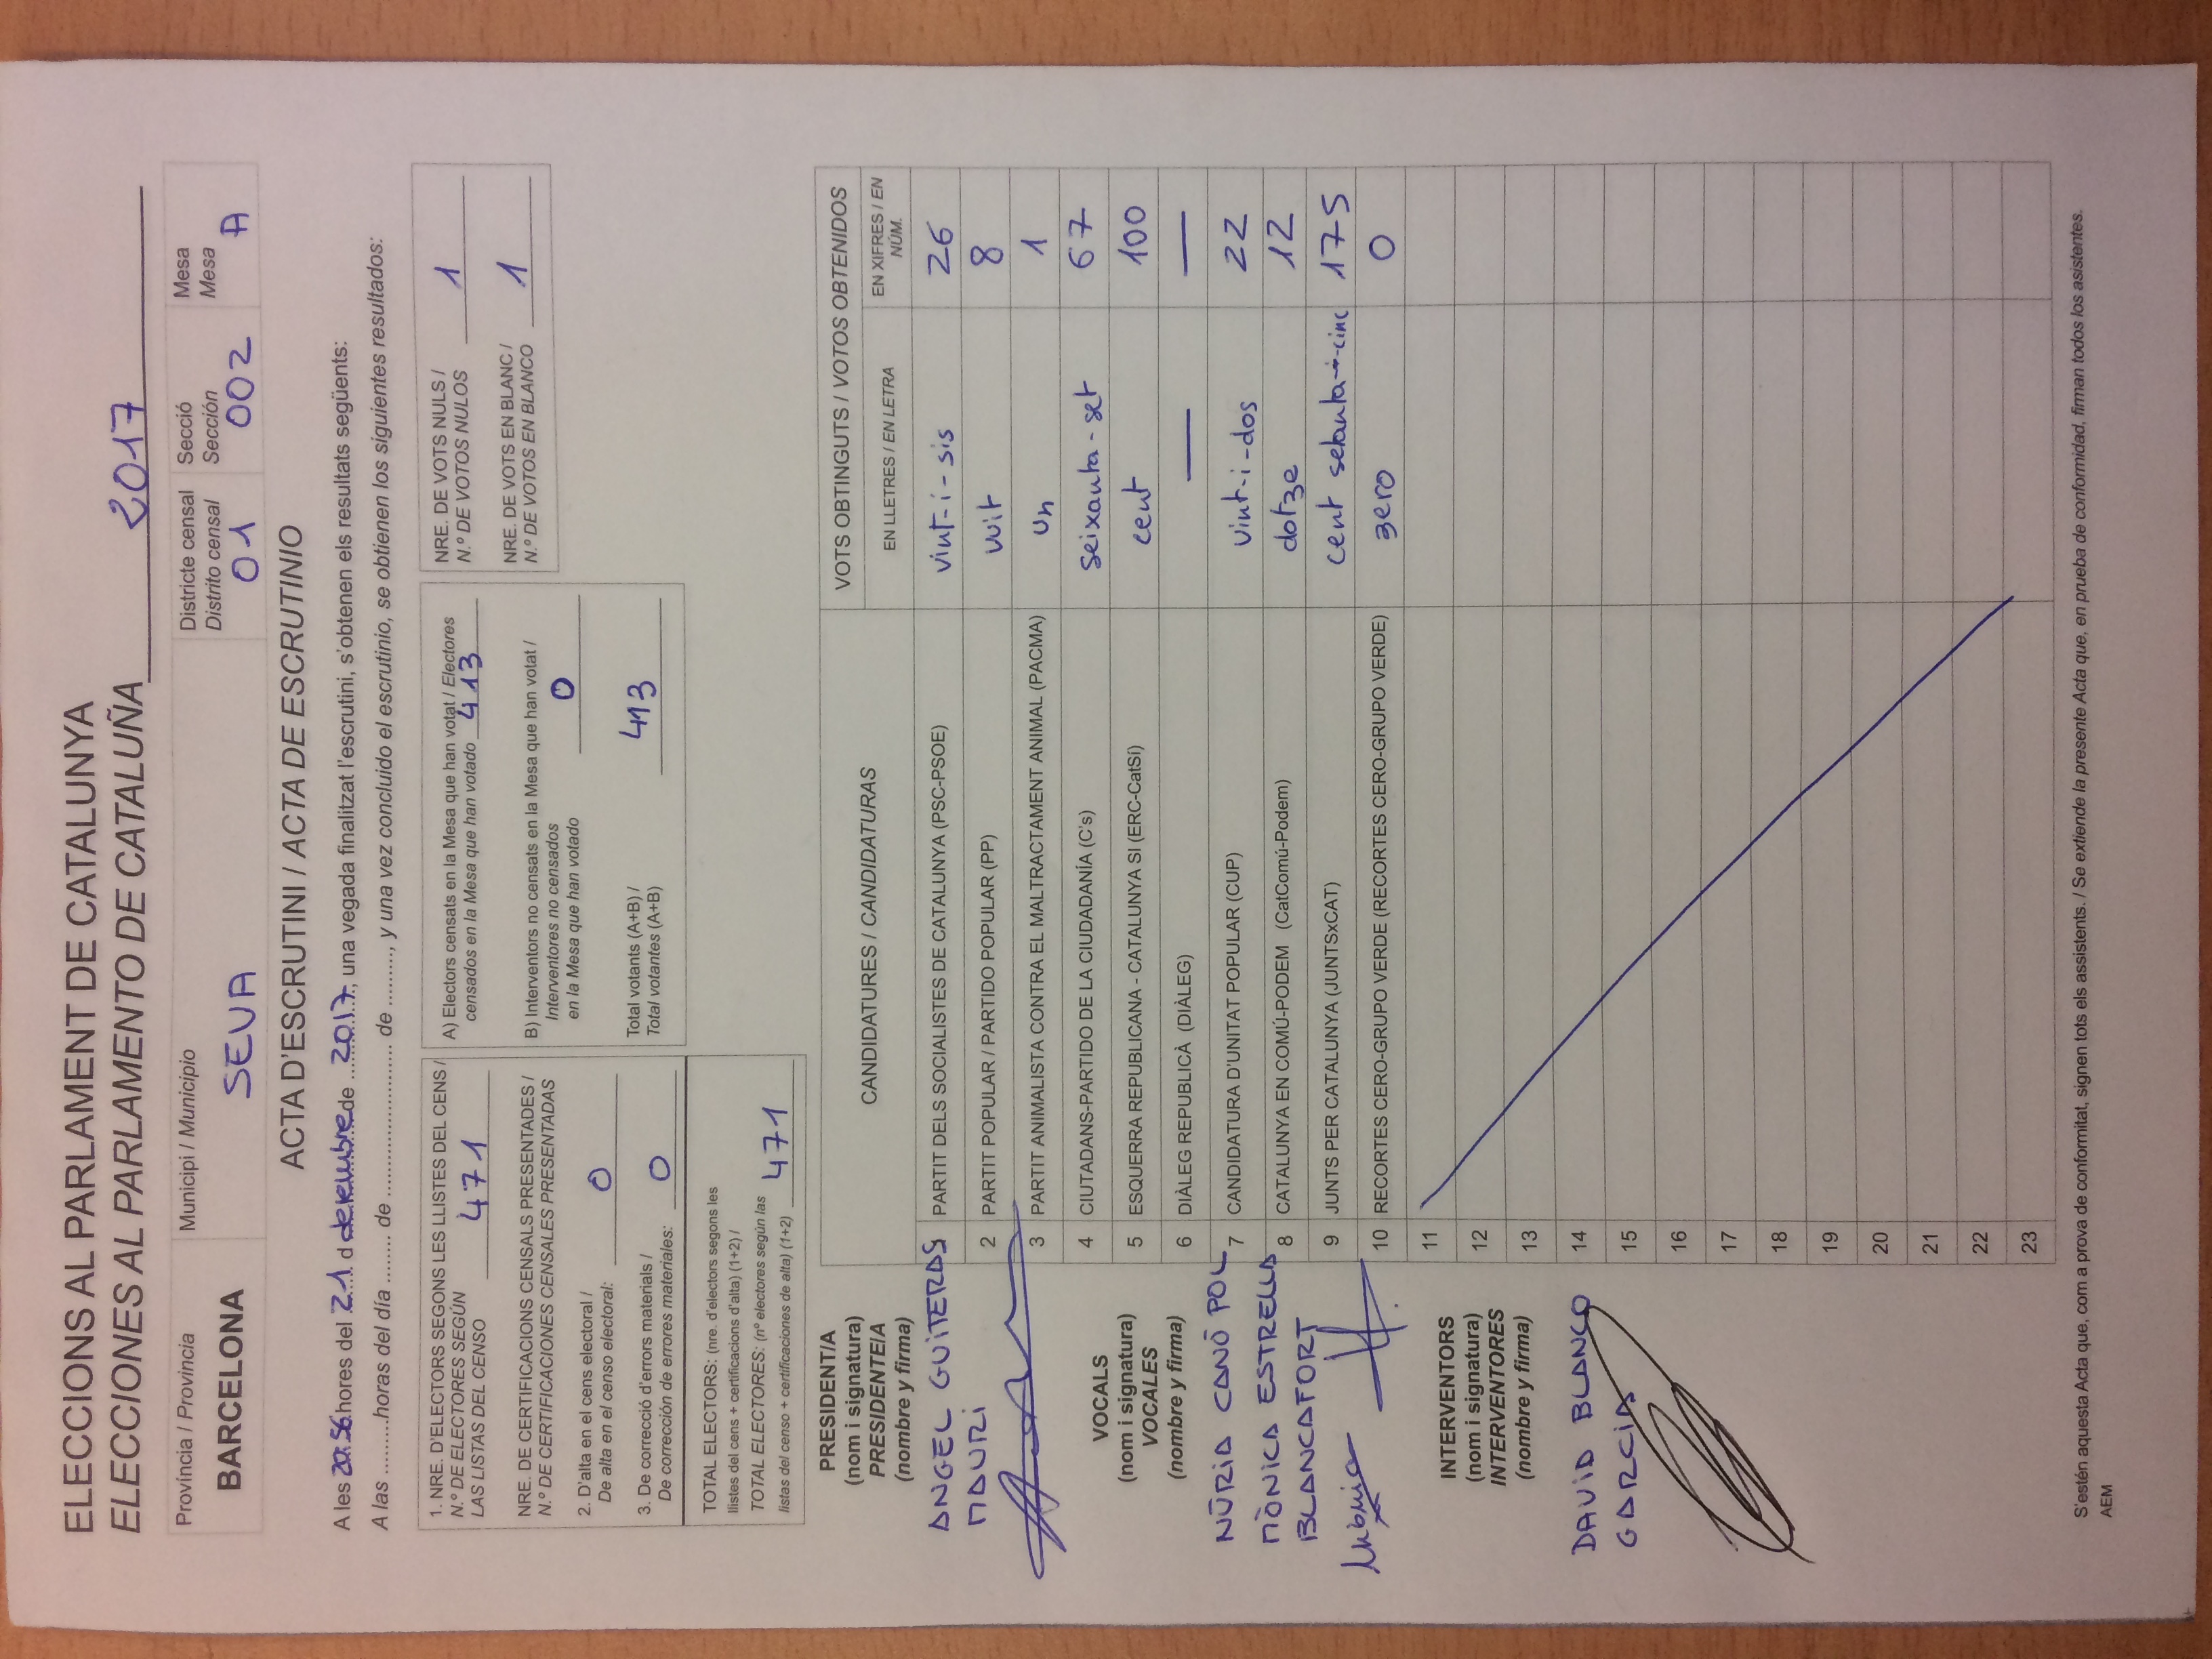 ELECCIONS AL PARLAMENT DE CATALUNYA
ELECCIONES AL PARLAMENTO DE CATALUÑA 2017
Província / Provincia
BARCELONA
Municipi / Municipio
SEVA
Districte censal
Distrito censal
01
Secció
Sección
002
Mesa
Mesa
A
ACTA D'ESCRUTINI / ACTA DE ESCRUTINIO
A les 20.56 hores del 21 d desembre de 2017, una vegada finalitzat l'escrutini, s'obtenen els resultats següents:
A las ..........horas del día ........ de ........................ de ........, y una vez concluido el escrutinio, se obtienen los siguientes resultados:
1. NRE. D'ELECTORS SEGONS LES LLISTES DEL CENS /
N.º DE ELECTORES SEGÚN
LAS LISTAS DEL CENSO 471
NRE. DE CERTIFICACIONS CENSALS PRESENTADES /
N.º DE CERTIFICACIONES CENSALES PRESENTADAS
2. D'alta en el cens electoral /
De alta en el censo electoral: 0
3. De correcció d'errors materials /
De corrección de errores materiales: 0
TOTAL ELECTORS: (nre. d'electors segons les
llistes del cens + certificacions d'alta) (1+2) /
TOTAL ELECTORES: (nº electores según las
listas del censo + certificaciones de alta) (1+2) 471
A) Electors censats en la Mesa que han votat / Electores
censados en la Mesa que han votado 413
B) Interventors no censats en la Mesa que han votat /
Interventores no censados
en la Mesa que han votado 0
Total votants (A+B) /
Total votantes (A+B) 413
NRE. DE VOTS NULS /
N.º DE VOTOS NULOS 1
NRE. DE VOTS EN BLANC /
N.º DE VOTOS EN BLANCO 1
PRESIDENT/A
(nom i signatura)
PRESIDENTE/A
(nombre y firma)
ANGEL GUITERAS
MAURI
VOCALS
(nom i signatura)
VOCALES
(nombre y firma)
NÚRIA CANÒ POL
MÒNICA ESTRELLA
BLANCAFORT
INTERVENTORS
(nom i signatura)
INTERVENTORES
(nombre y firma)
DAVID BLANCO
GARCIA
CANDIDATURES / CANDIDATURAS
VOTS OBTINGUTS / VOTOS OBTENIDOS
EN LLETRES / EN LETRA
EN XIFRES / EN
NÚM.
PARTIT DELS SOCIALISTES DE CATALUNYA (PSC-PSOE) vint-i-sis 26
2 PARTIT POPULAR / PARTIDO POPULAR (PP) vuit 8
3 PARTIT ANIMALISTA CONTRA EL MALTRACTAMENT ANIMAL (PACMA) un 1
4 CIUTADANS-PARTIDO DE LA CIUDADANÍA (C's) seixanta-set 67
5 ESQUERRA REPUBLICANA - CATALUNYA SI (ERC-CatSí) cent 100
6 DIÀLEG REPUBLICÀ (DIÀLEG) — —
7 CANDIDATURA D'UNITAT POPULAR (CUP) vint-i-dos 22
8 CATALUNYA EN COMÚ-PODEM (CatComú-Podem) dotze 12
9 JUNTS PER CATALUNYA (JUNTSxCAT) cent setanta-cinc 175
10 RECORTES CERO-GRUPO VERDE (RECORTES CERO-GRUPO VERDE) zero 0
11
12
13
14
15
16
17
18
19
20
21
22
23
S'estén aquesta Acta que, com a prova de conformitat, signen tots els assistents. / Se extiende la presente Acta que, en prueba de conformidad, firman todos los asistentes.
AEM